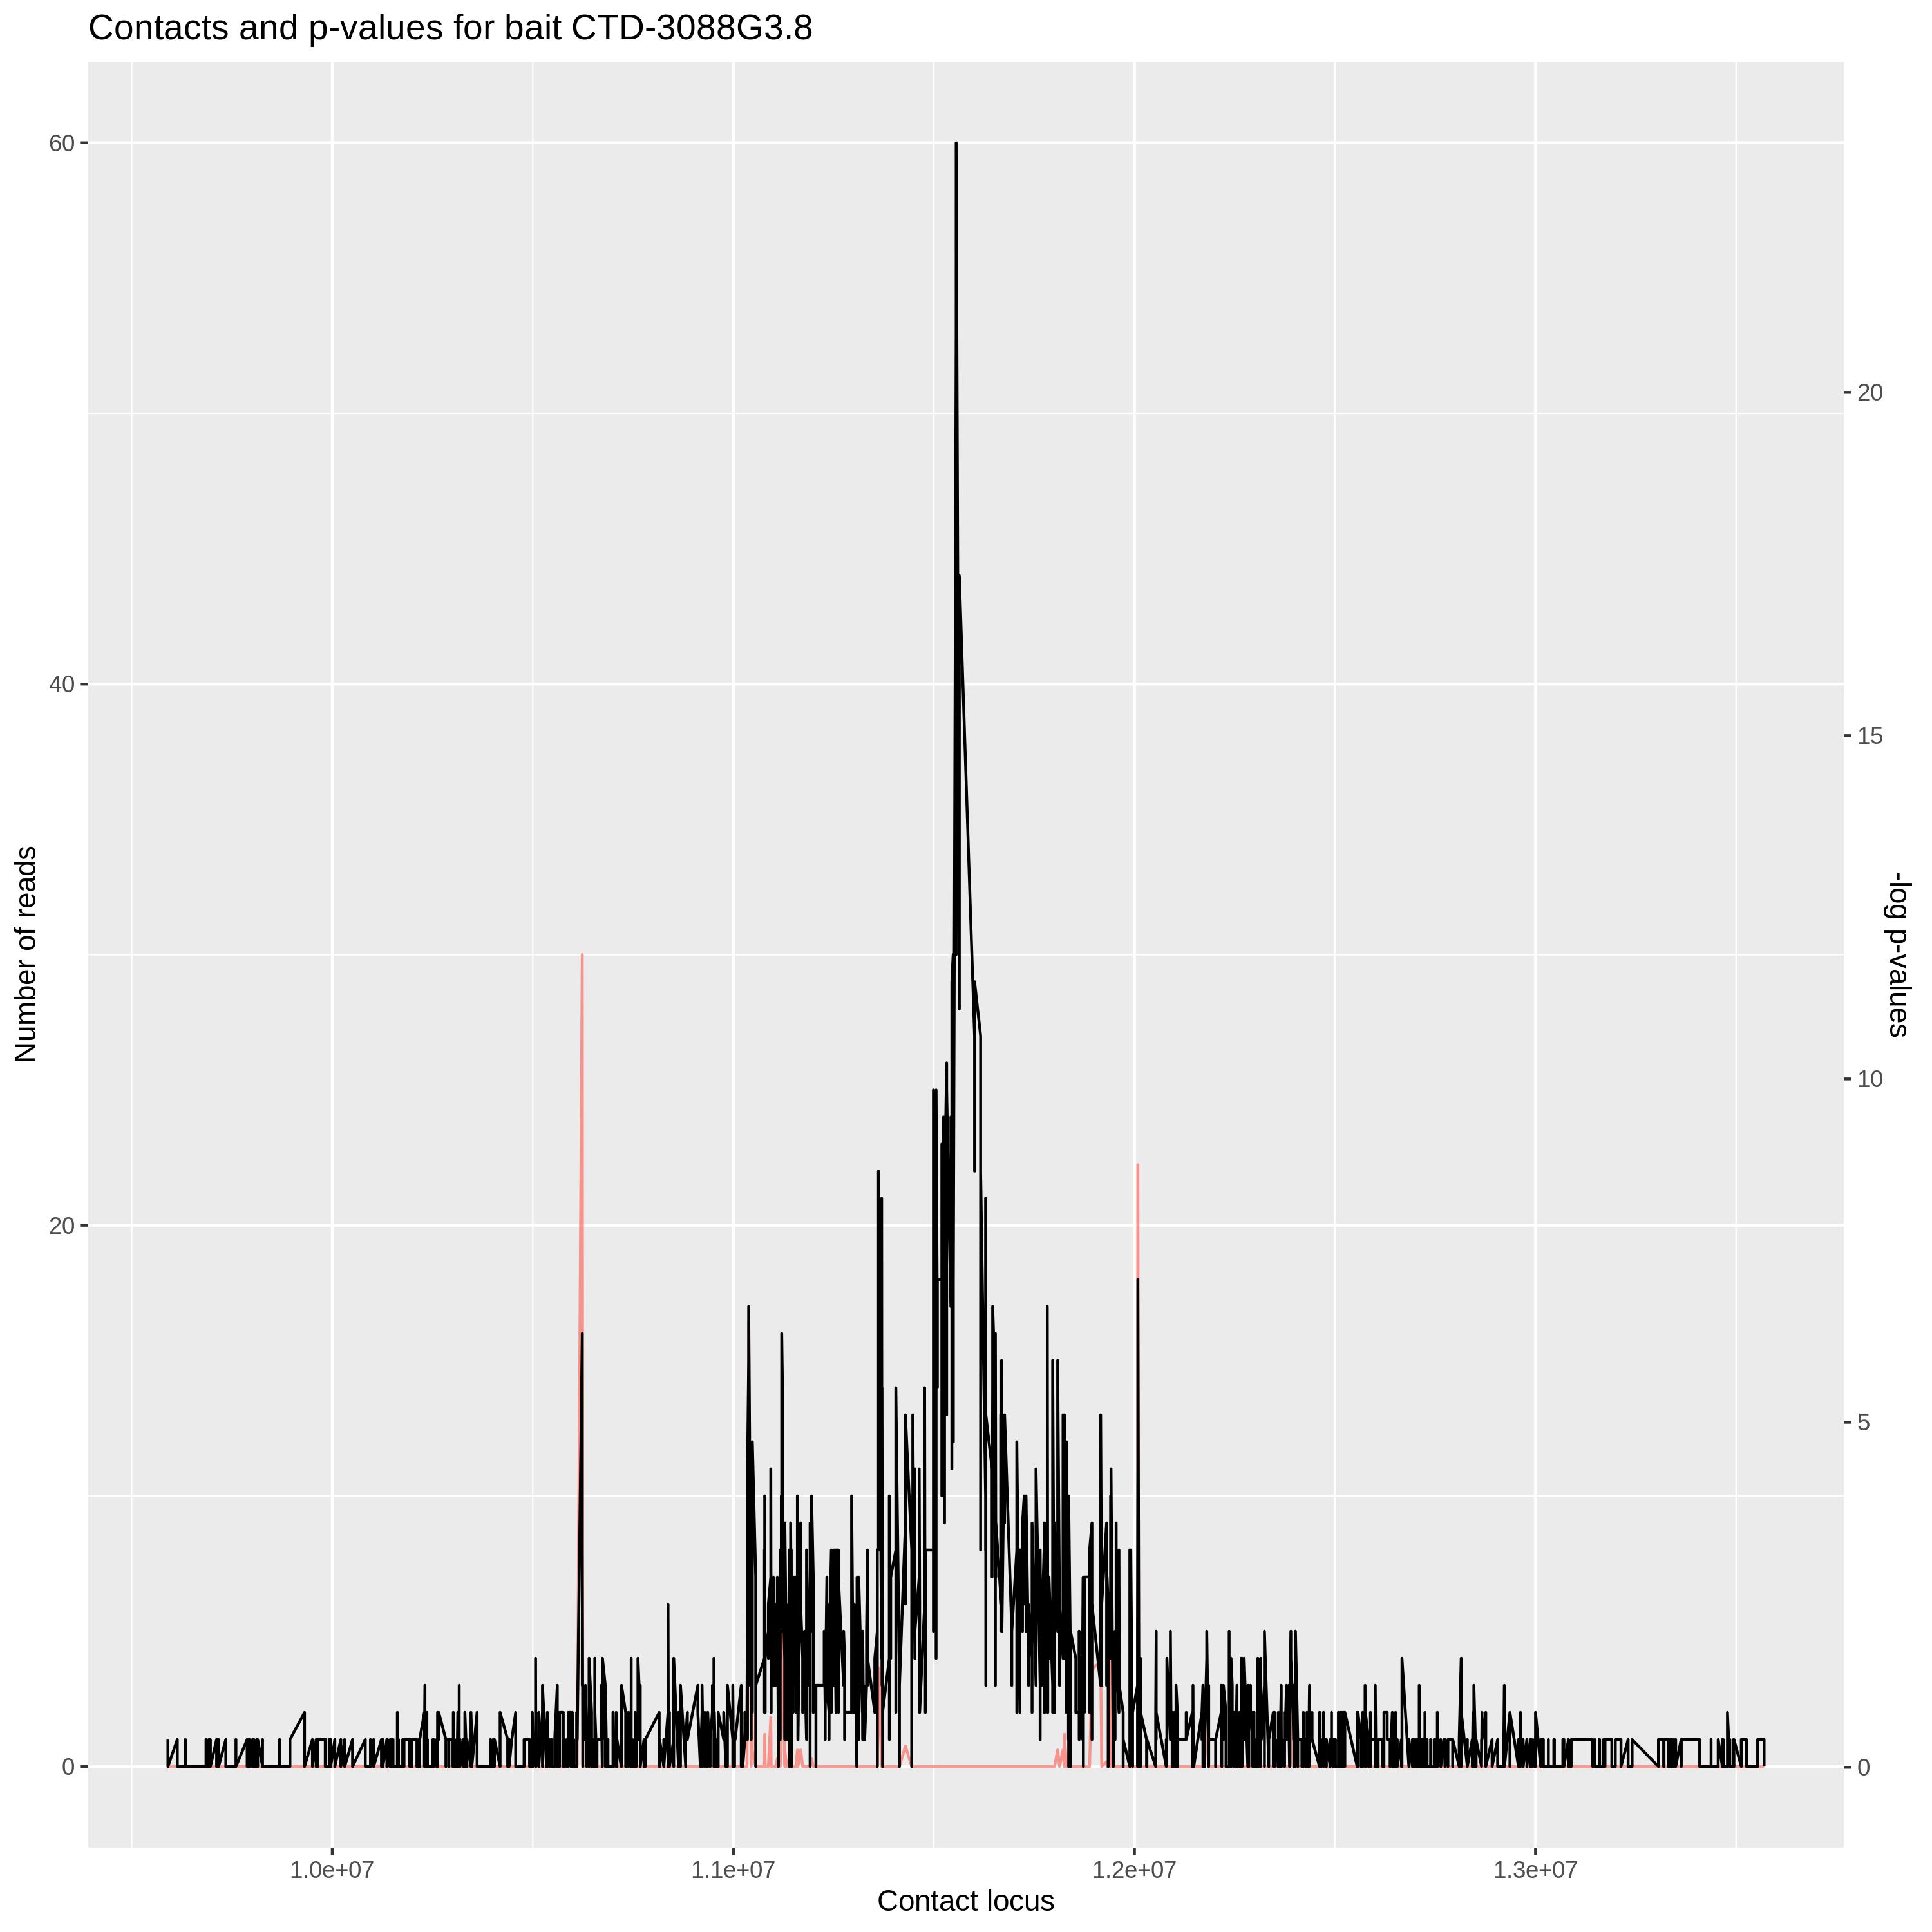 Contacts and p-values for bait CTD-3088G3.8
60
40
20
0
Number of reads
20
15
10
5
0
-log p-values
1.0e+07
1.1e+07
1.2e+07
1.3e+07
Contact locus